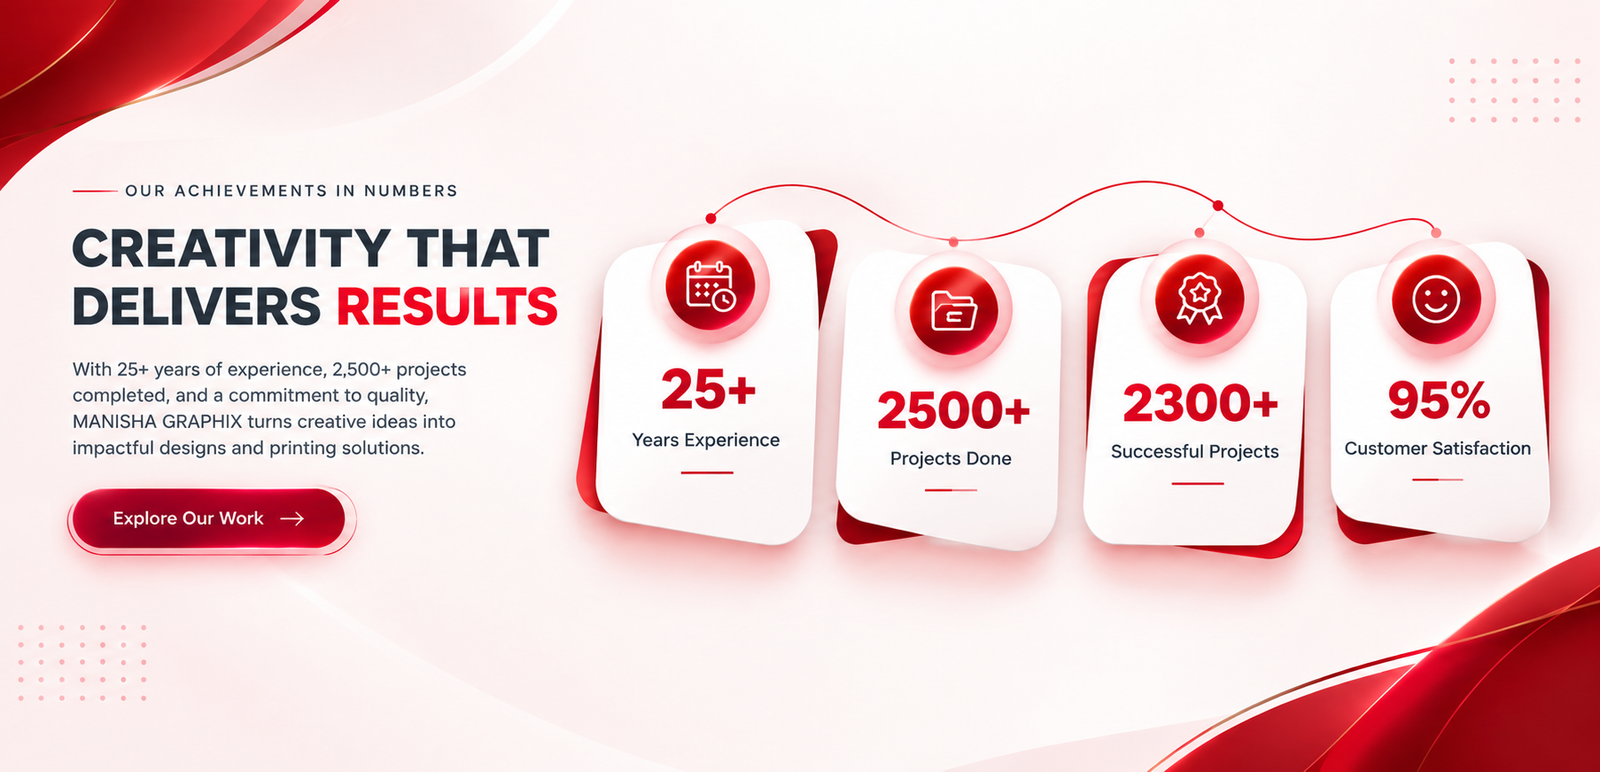 OUR ACHIEVEMENTS IN NUMBERS
CREATIVITY THAT
DELIVERS RESULTS
With 25+ years of experience, 2,500+ projects
completed, and a commitment to quality,
MANISHA GRAPHIX turns creative ideas into
impactful designs and printing solutions.
Explore Our Work →
25+
Years Experience
2500+
Projects Done
2300+
Successful Projects
95%
Customer Satisfaction